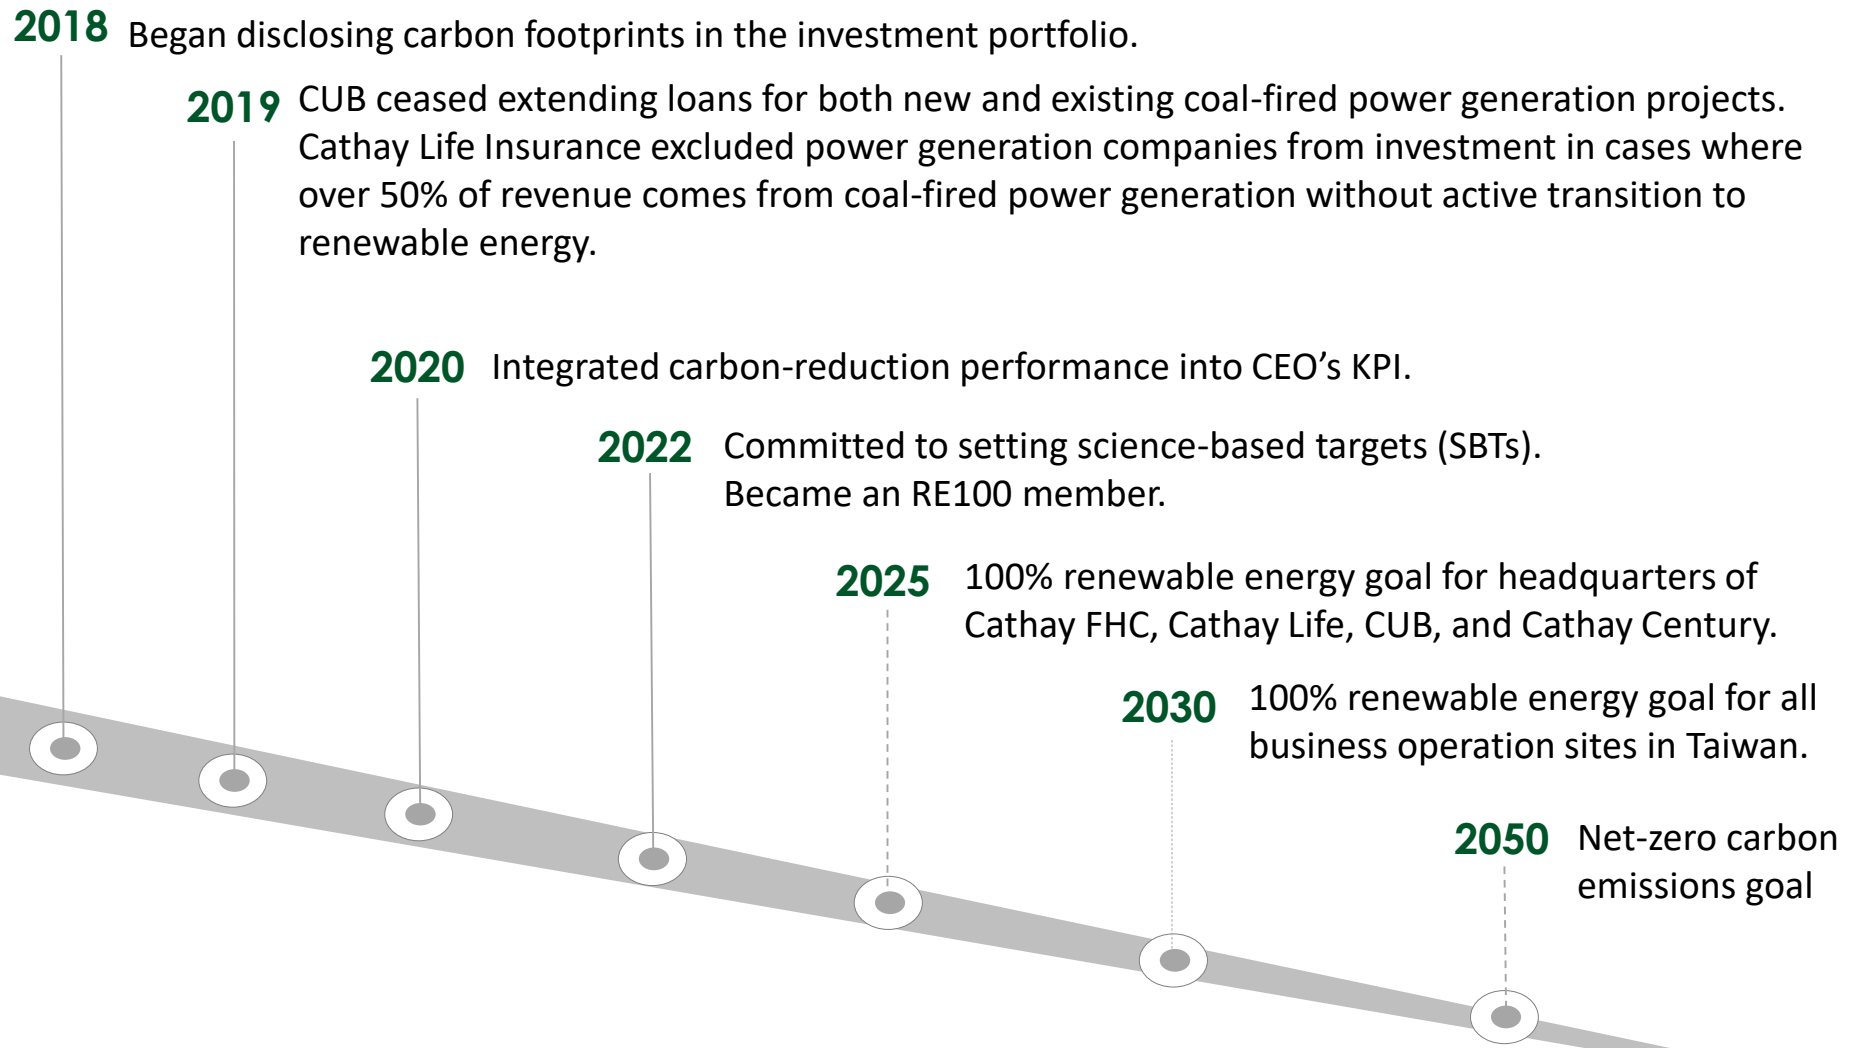 2018 Began disclosing carbon footprints in the investment portfolio.
2019 CUB ceased extending loans for both new and existing coal-fired power generation projects.
Cathay Life Insurance excluded power generation companies from investment in cases where
over 50% of revenue comes from coal-fired power generation without active transition to
renewable energy.
2020 Integrated carbon-reduction performance into CEO’s KPI.
2022 Committed to setting science-based targets (SBTs).
Became an RE100 member.
2025 100% renewable energy goal for headquarters of
Cathay FHC, Cathay Life, CUB, and Cathay Century.
2030 100% renewable energy goal for all
business operation sites in Taiwan.
2050 Net-zero carbon
emissions goal